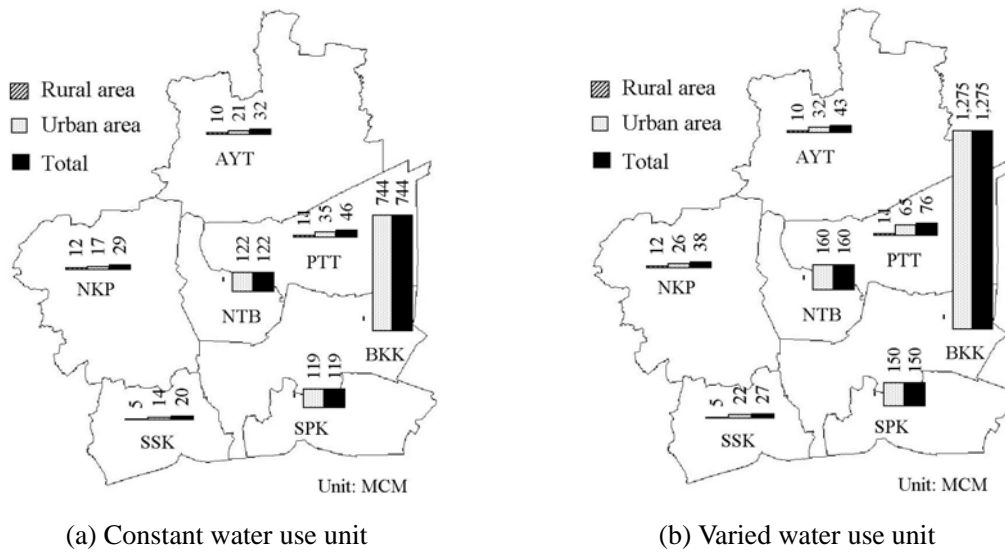 Rural area
Urban area
Total
10 21 32
AYT
12 17 29
NKP
122 122
NTB
11 35 46
PTT
744 744
BKK
5 14 20
SSK
119 119
SPK
Unit: MCM
(a) Constant water use unit
Rural area
Urban area
Total
10 32 43
AYT
12 26 38
NKP
160 160
NTB
11 65 76
PTT
1,275 1,275
BKK
5 22 27
SSK
150 150
SPK
Unit: MCM
(b) Varied water use unit